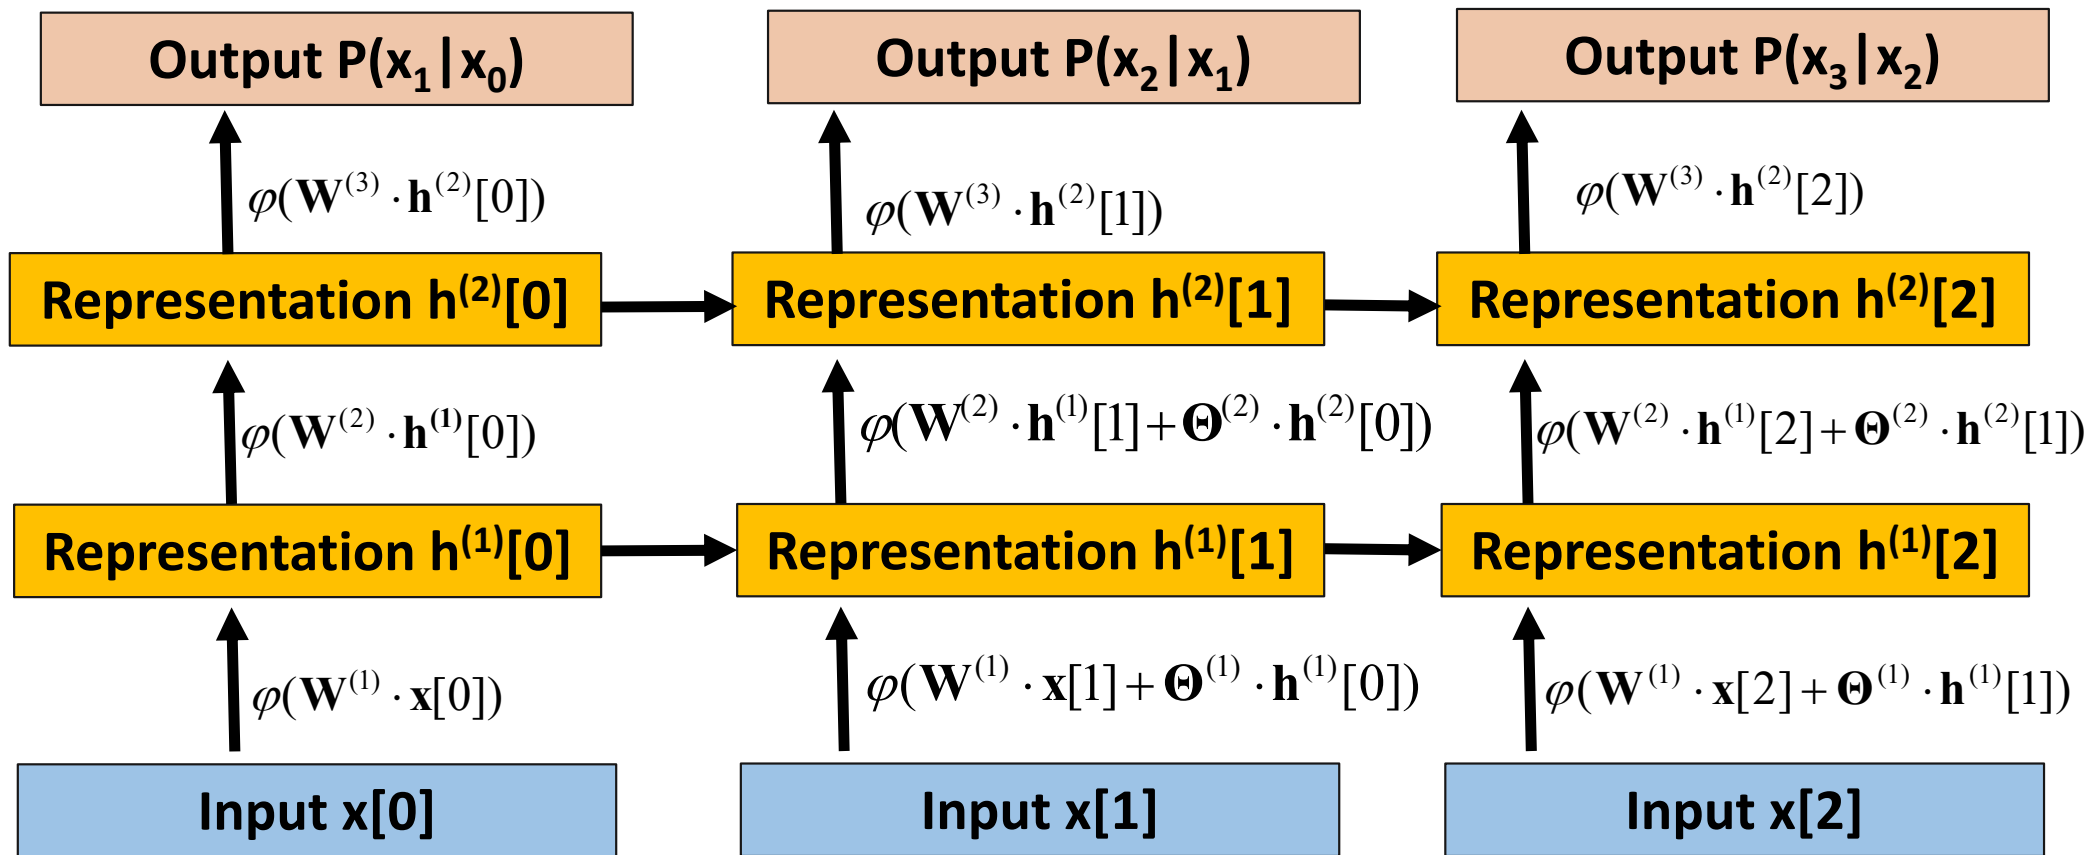 Output P(x₁|x₀) Output P(x₂|x₁) Output P(x₃|x₂)
φ(W⁽³⁾ · h⁽²⁾[0]) φ(W⁽³⁾ · h⁽²⁾[1]) φ(W⁽³⁾ · h⁽²⁾[2])
Representation h⁽²⁾[0] Representation h⁽²⁾[1] Representation h⁽²⁾[2]
φ(W⁽²⁾ · h⁽¹⁾[0]) φ(W⁽²⁾ · h⁽¹⁾[1] + Θ⁽²⁾ · h⁽²⁾[0]) φ(W⁽²⁾ · h⁽¹⁾[2] + Θ⁽²⁾ · h⁽²⁾[1])
Representation h⁽¹⁾[0] Representation h⁽¹⁾[1] Representation h⁽¹⁾[2]
φ(W⁽¹⁾ · x[0]) φ(W⁽¹⁾ · x[1] + Θ⁽¹⁾ · h⁽¹⁾[0]) φ(W⁽¹⁾ · x[2] + Θ⁽¹⁾ · h⁽¹⁾[1])
Input x[0] Input x[1] Input x[2]